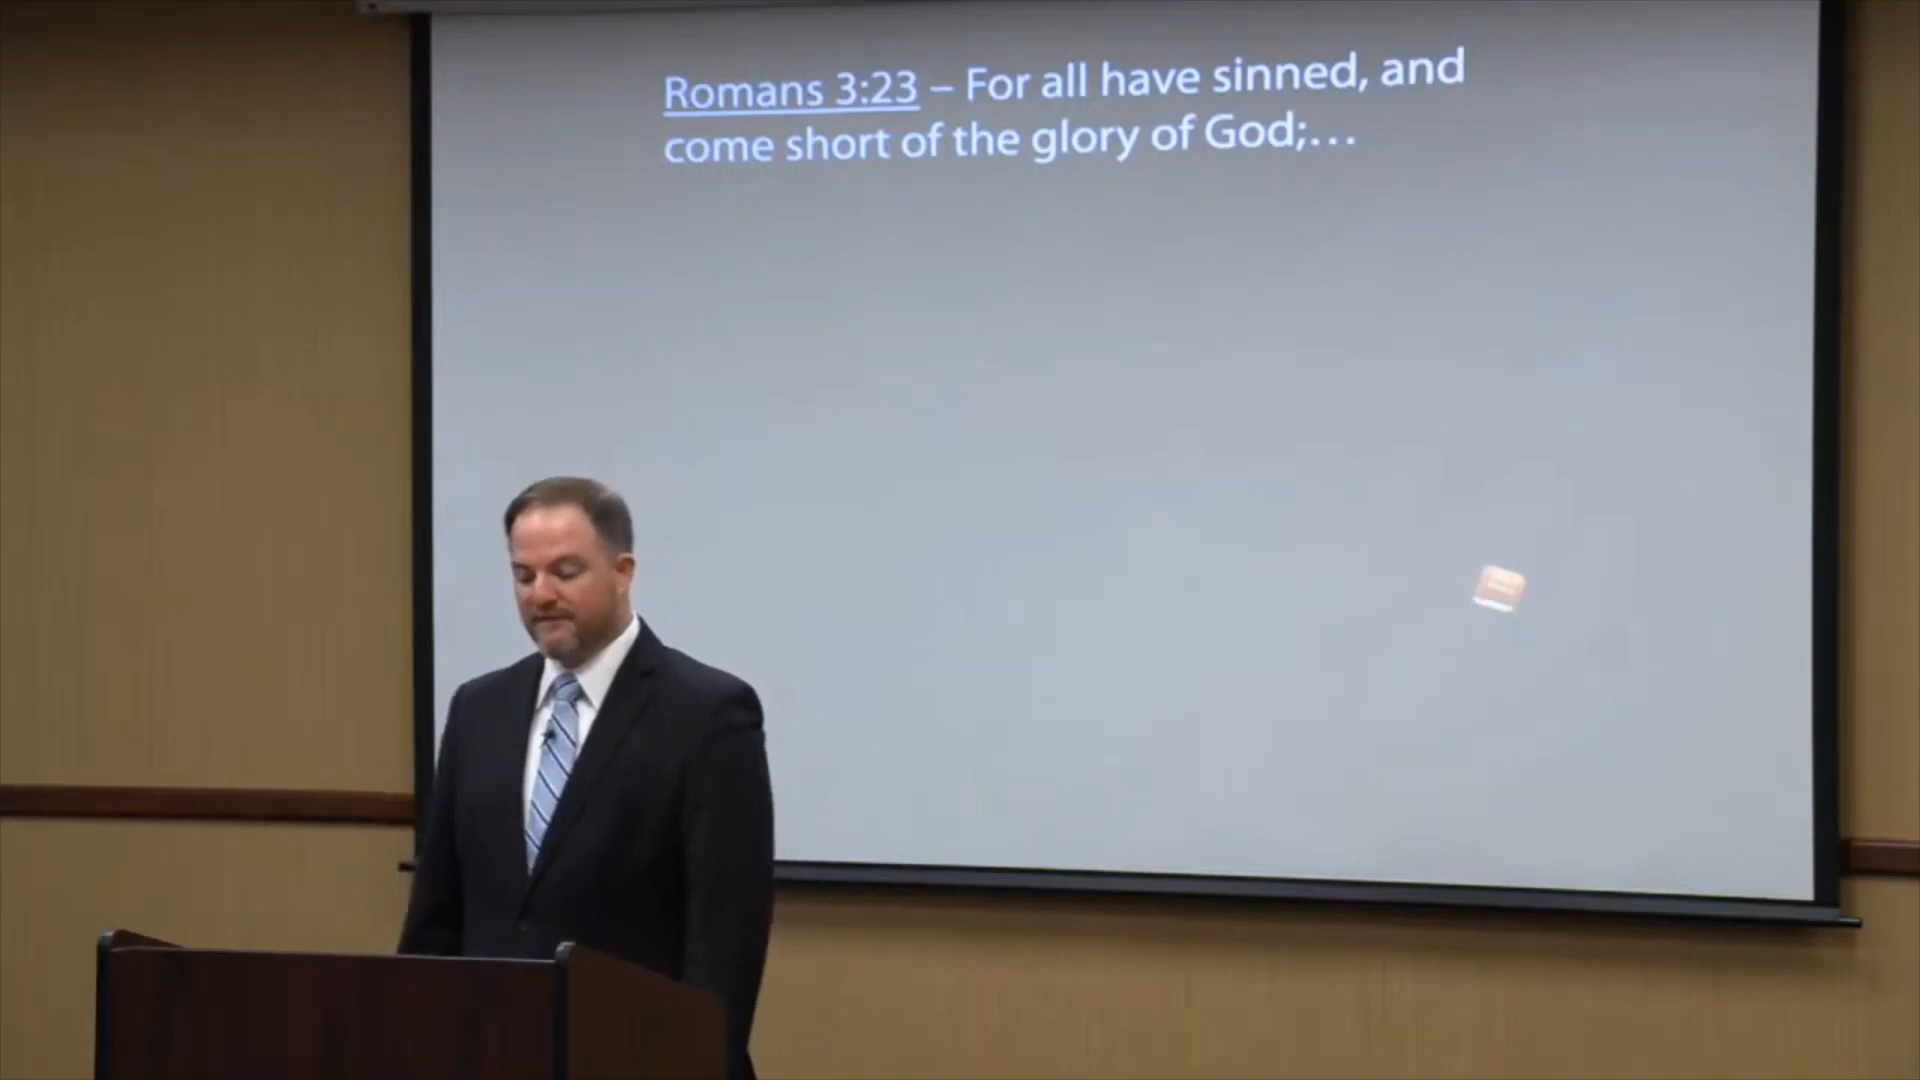 Romans 3:23 – For all have sinned, and
come short of the glory of God;…